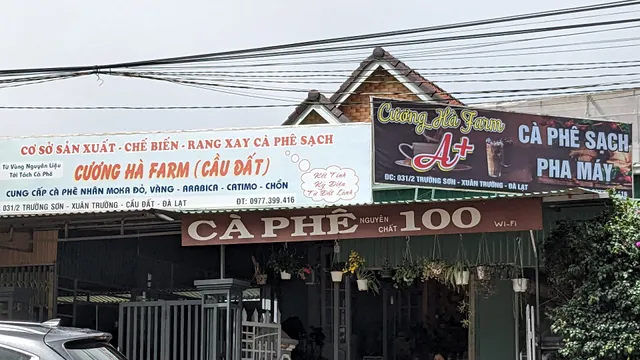 CƠ SỞ SẢN XUẤT - CHẾ BIẾN - RANG XAY CÀ PHÊ SẠCH
Từ Vùng Nguyên Liệu
Tới Tách Cà Phê
CƯƠNG HÀ FARM (CẦU ĐẤT)
Kết Tinh
Kỳ Diệu
Từ Đất Lành
CUNG CẤP CÀ PHÊ NHÂN MOKA ĐỎ, VÀNG - ARABICA - CATIMO - CHỒN
031/2 TRƯỜNG SƠN - XUÂN TRƯỜNG - CẦU ĐẤT - ĐÀ LẠT
ĐT: 0977.399.416
Cương Hà Farm
A+
CÀ PHÊ SẠCH
PHA MÁY
ĐC: 031/2 TRƯỜNG SƠN - XUÂN TRƯỜNG - ĐÀ LẠT
CÀ PHÊ NGUYÊN CHẤT 100 Wi-Fi